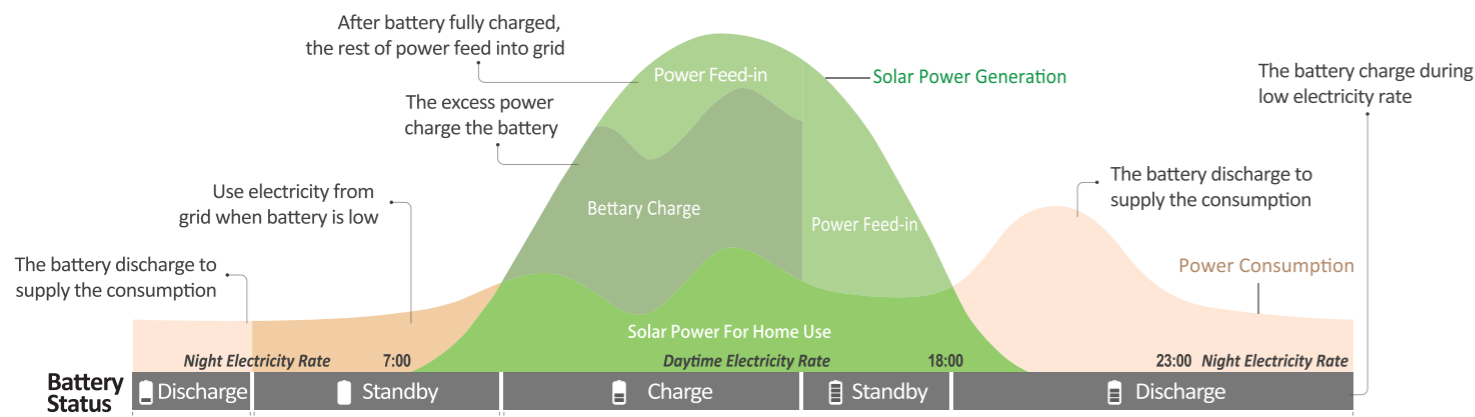 After battery fully charged,
the rest of power feed into grid
Power Feed-in
Solar Power Generation
The battery charge during
low electricity rate
The excess power
charge the battery
Use electricity from
grid when battery is low
Bettary Charge
Power Feed-in
The battery discharge to
supply the consumption
The battery discharge to
supply the consumption
Power Consumption
Solar Power For Home Use
Night Electricity Rate 7:00 Daytime Electricity Rate 18:00 23:00 Night Electricity Rate
Battery
Status
Discharge Standby Charge Standby Discharge